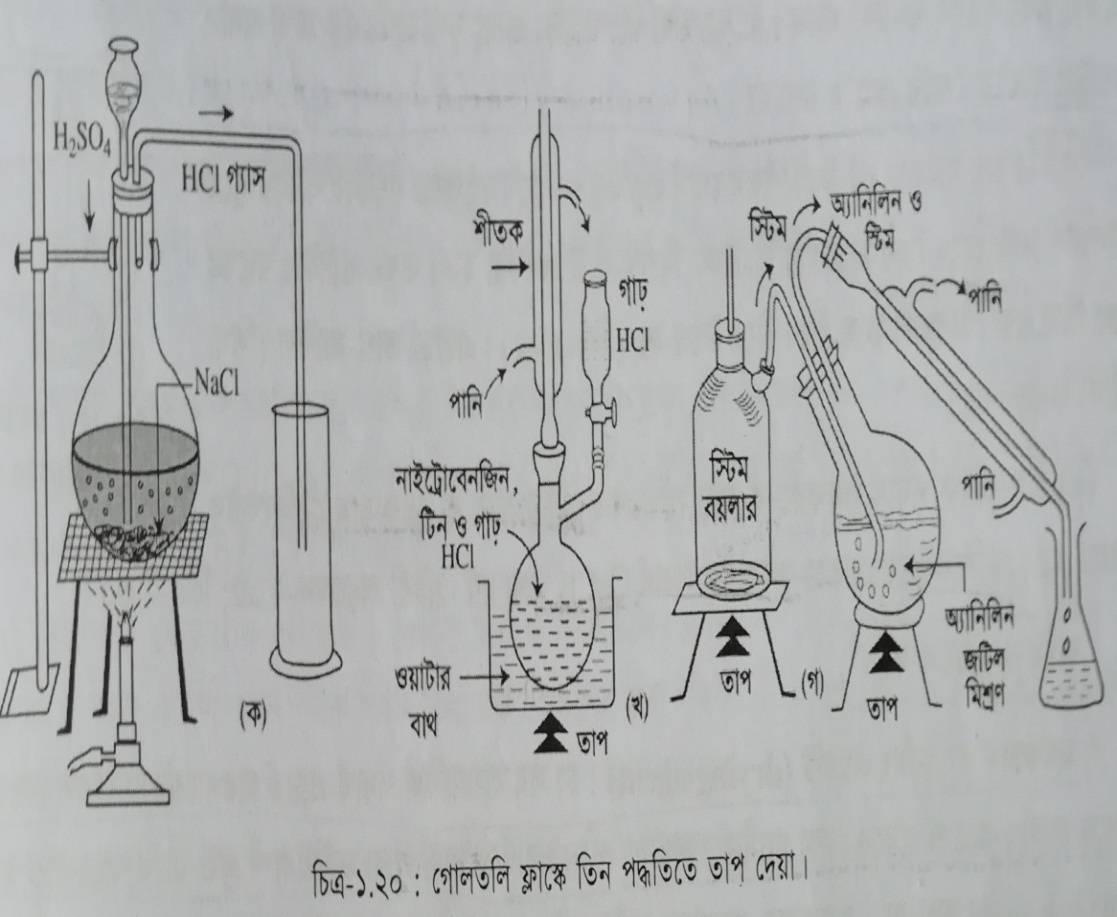 H₂SO₄
HCl গ্যাস
NaCl
(ক)
শীতক
গাঢ়
HCl
পানি
নাইট্রোবেনজিন,
টিন ও গাঢ়
HCl
ওয়াটার
বাথ
তাপ
(খ)
স্টিম
অ্যানিলিন ও
স্টিম
পানি
স্টিম
বয়লার
পানি
তাপ
(গ)
তাপ
অ্যানিলিন
জটিল
মিশ্রণ
চিত্র-১.২০ : গোলতলি ফ্লাস্কে তিন পদ্ধতিতে তাপ দেয়া।